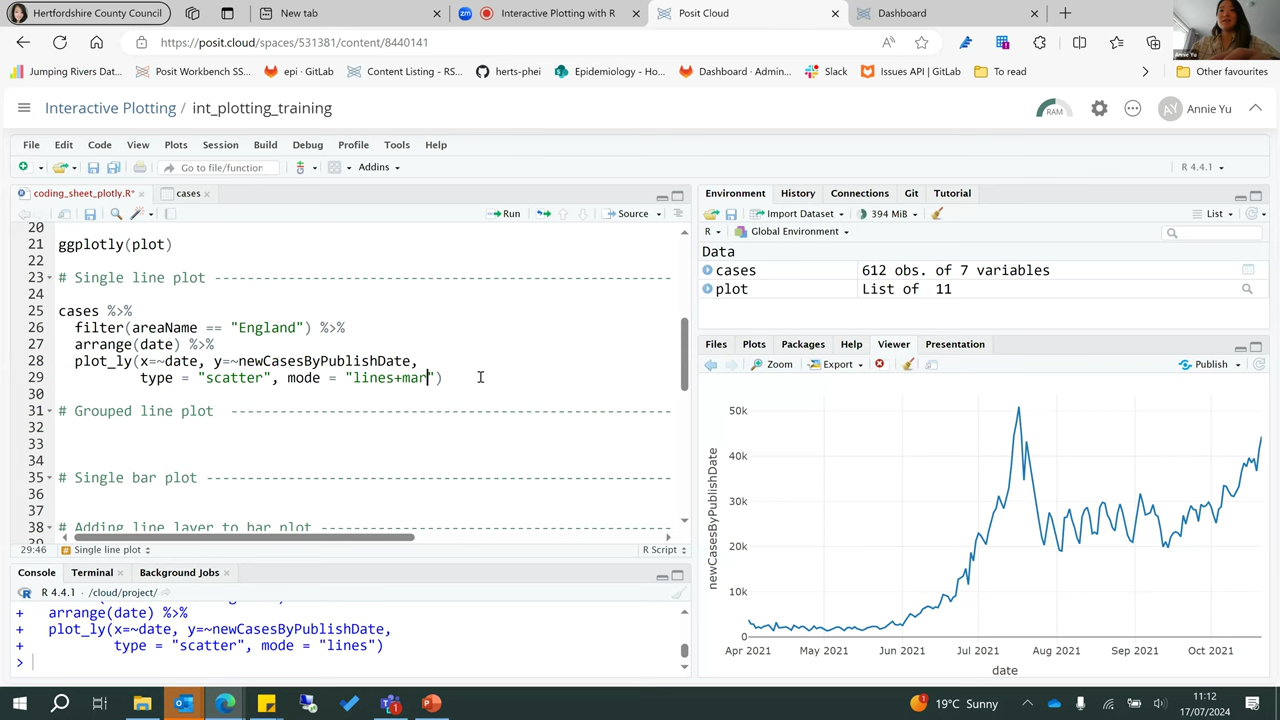 Hertfordshire County Council
New tab
Interactive Plotting with R
Posit Cloud
Dashboard
https://posit.cloud/spaces/531381/content/8440141
Jumping Rivers Dat...
Posit Workbench SS...
epi · GitLab
Content Listing - RS...
herts-phei
Epidemiology - Ho...
Dashboard · Admin...
Slack
Issues API | GitLab
To read
Other favourites
Annie Yu
Interactive Plotting / int_plotting_training
RAM
AY Annie Yu
File Edit Code View Plots Session Build Debug Profile Tools Help
Go to file/function
Addins
R 4.4.1
coding_sheet_plotly.R*
cases
Run
Source
20
21 ggplotly(plot)
22
23 # Single line plot
24
25 cases %>%
26 filter(areaName == "England") %>%
27 arrange(date) %>%
28 plot_ly(x=~date, y=~newCasesByPublishDate,
29 type = "scatter", mode = "lines+mar")
30
31 # Grouped line plot
32
33
34
35 # Single bar plot
36
37
38 # Adding line layer to bar plot
29:46 Single line plot R Script
Console Terminal Background Jobs
R 4.4.1 · /cloud/project/
+ arrange(date) %>%
+ plot_ly(x=~date, y=~newCasesByPublishDate,
+ type = "scatter", mode = "lines")
>
Environment History Connections Git Tutorial
Import Dataset 394 MiB List
R Global Environment
Data
cases 612 obs. of 7 variables
plot List of 11
Files Plots Packages Help Viewer Presentation
Zoom Export Publish
50k
40k
30k
20k
10k
0
newCasesByPublishDate
Apr 2021 May 2021 Jun 2021 Jul 2021 Aug 2021 Sep 2021 Oct 2021
date
19°C Sunny
11:12
17/07/2024